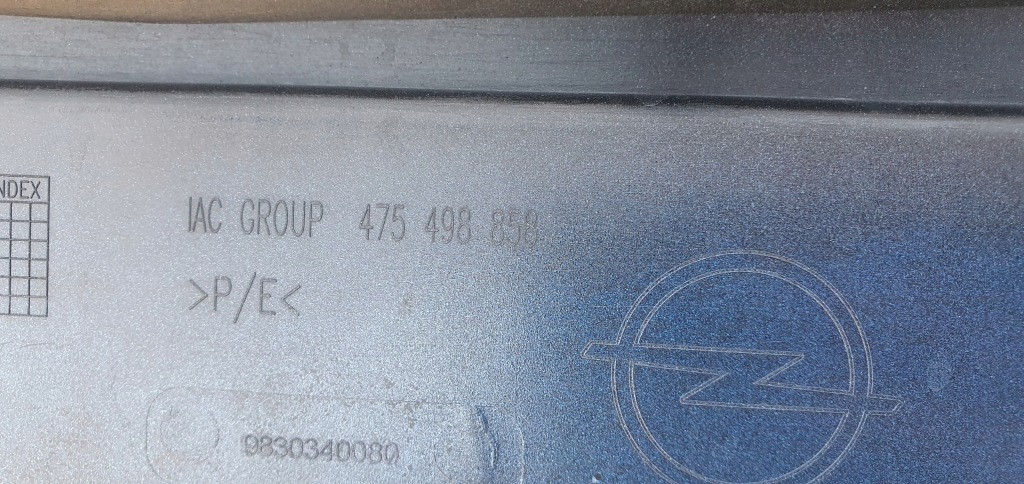 NDEX
IAC GROUP 475 498 858
>P/E<
9830340080